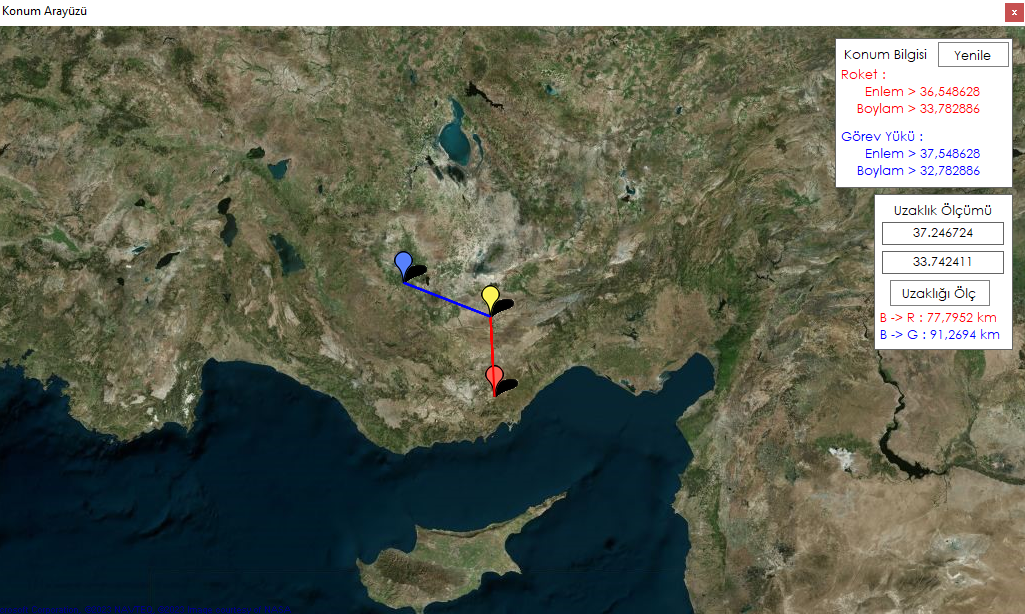 Konum Arayüzü
x
Konum Bilgisi
Yenile
Roket :
Enlem > 36,548628
Boylam > 33,782886
Görev Yükü :
Enlem > 37,548628
Boylam > 32,782886
Uzaklık Ölçümü
37.246724
33.742411
Uzaklığı Ölç
B -> R : 77,7952 km
B -> G : 91,2694 km